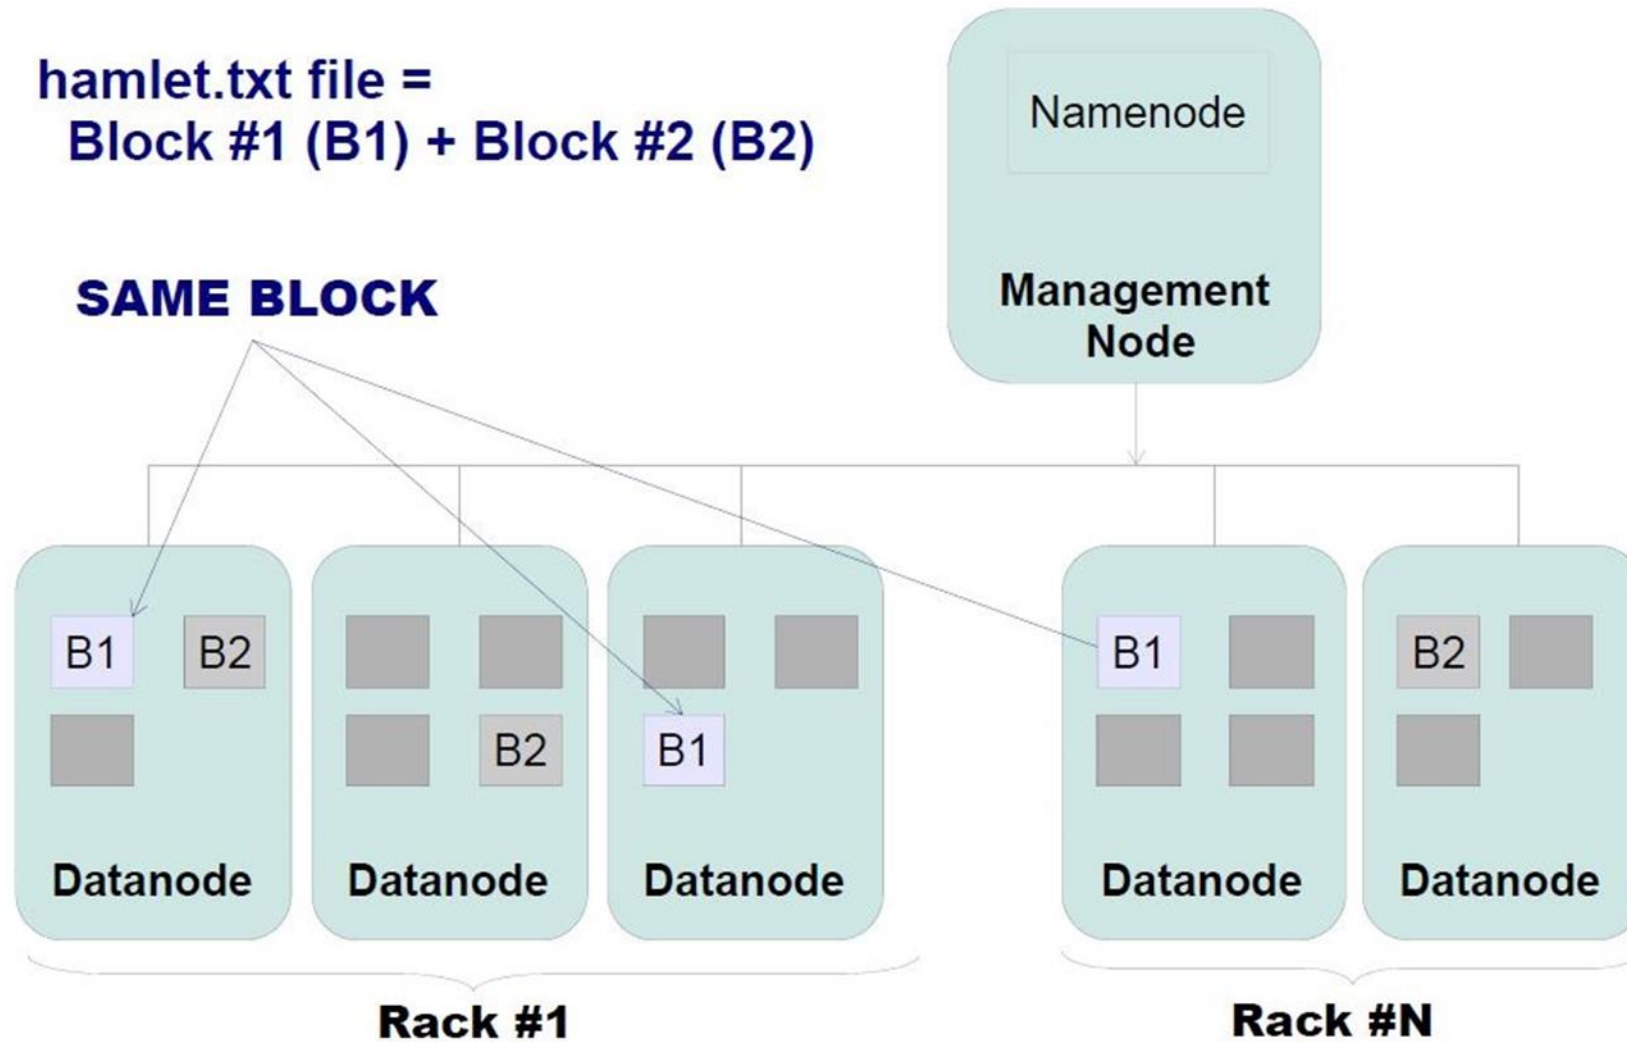 hamlet.txt file =
Block #1 (B1) + Block #2 (B2)
Namenode
Management
Node
SAME BLOCK
B1 B2
B2
B1
B1
B2
Datanode Datanode Datanode Datanode Datanode
Rack #1 Rack #N